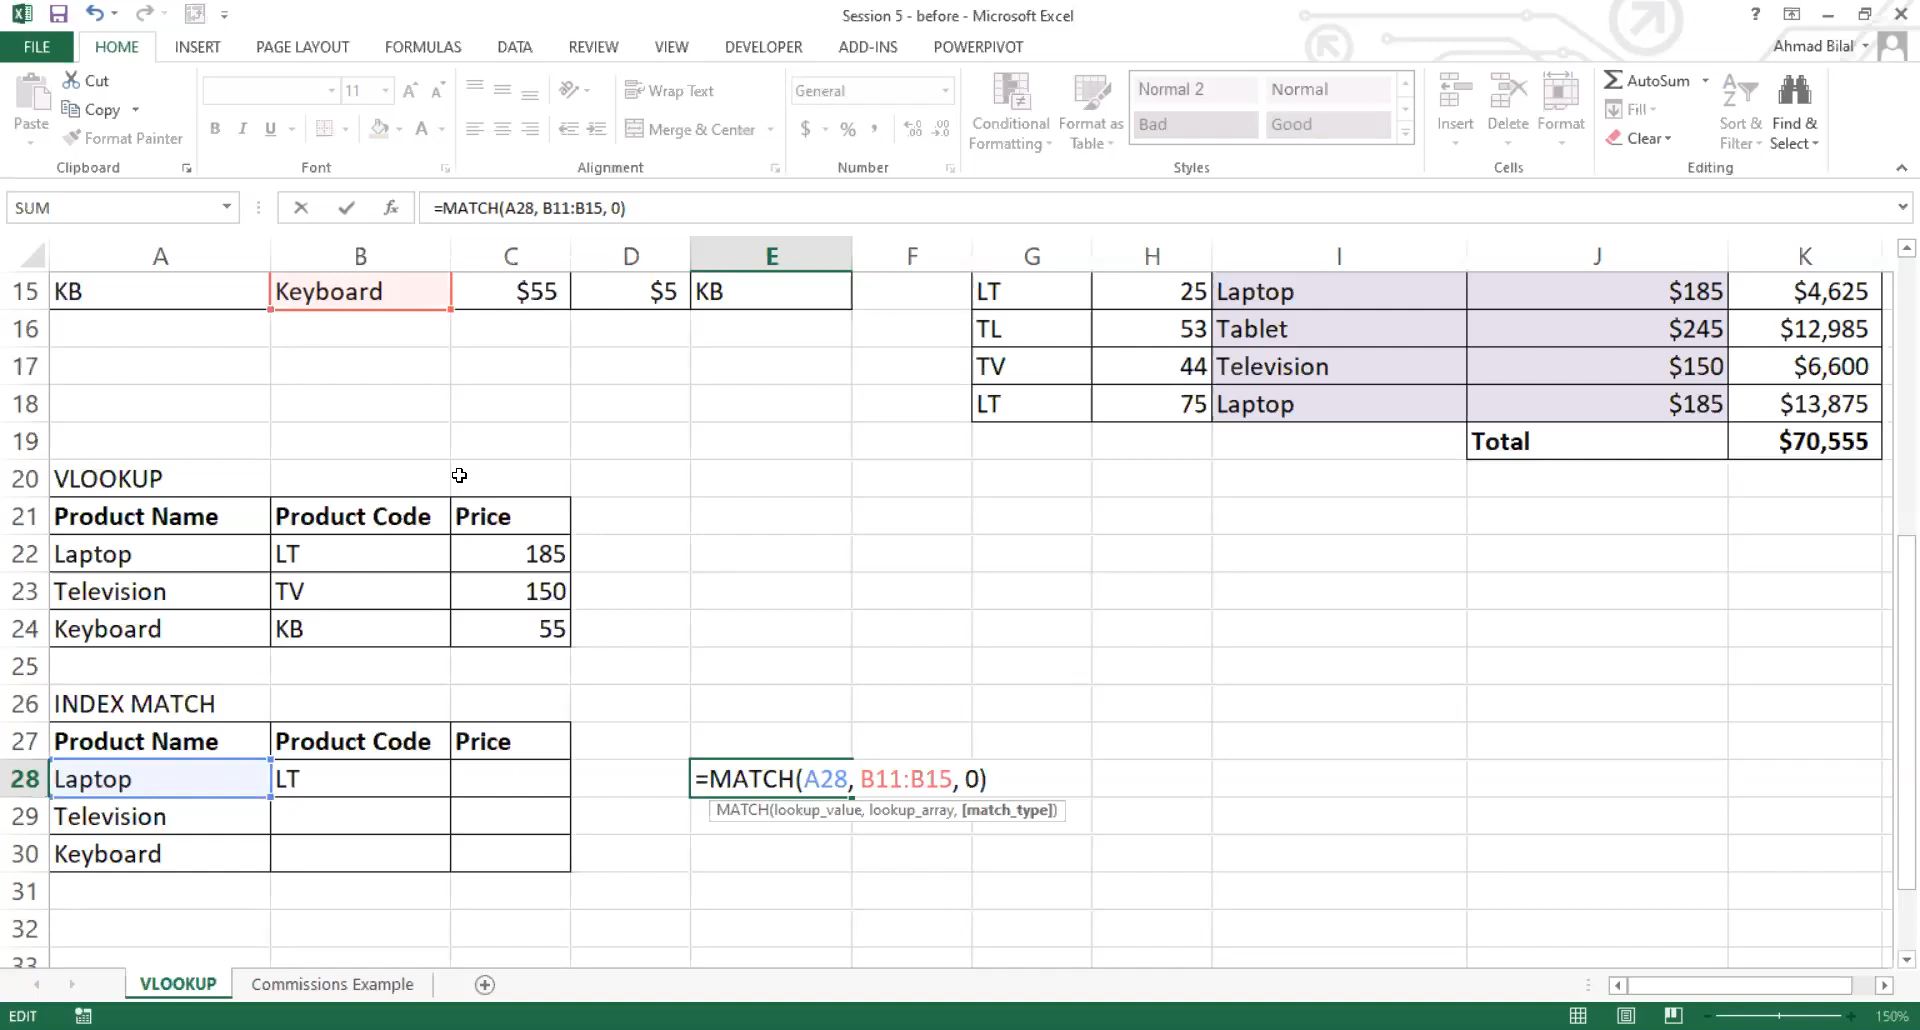 Session 5 - before - Microsoft Excel
?
FILE HOME INSERT PAGE LAYOUT FORMULAS DATA REVIEW VIEW DEVELOPER ADD-INS POWERPIVOT Ahmad Bilal
Paste
Cut
Copy
Format Painter
Clipboard
11
B I U
Font
Wrap Text
Merge & Center
Alignment
General
$ % ,
Number
Conditional Formatting
Format as Table
Normal 2 Normal
Bad Good
Styles
Insert Delete Format
Cells
AutoSum
Fill
Clear
Sort & Filter
Find & Select
Editing
SUM fx =MATCH(A28, B11:B15, 0)
A B C D E F G H I J K
15 KB Keyboard $55 $5 KB LT 25 Laptop $185 $4,625
16 TL 53 Tablet $245 $12,985
17 TV 44 Television $150 $6,600
18 LT 75 Laptop $185 $13,875
19 Total $70,555
20 VLOOKUP
21 Product Name Product Code Price
22 Laptop LT 185
23 Television TV 150
24 Keyboard KB 55
25
26 INDEX MATCH
27 Product Name Product Code Price
28 Laptop LT =MATCH(A28, B11:B15, 0)
MATCH(lookup_value, lookup_array, [match_type])
29 Television
30 Keyboard
31
32
33
VLOOKUP Commissions Example
EDIT 150%